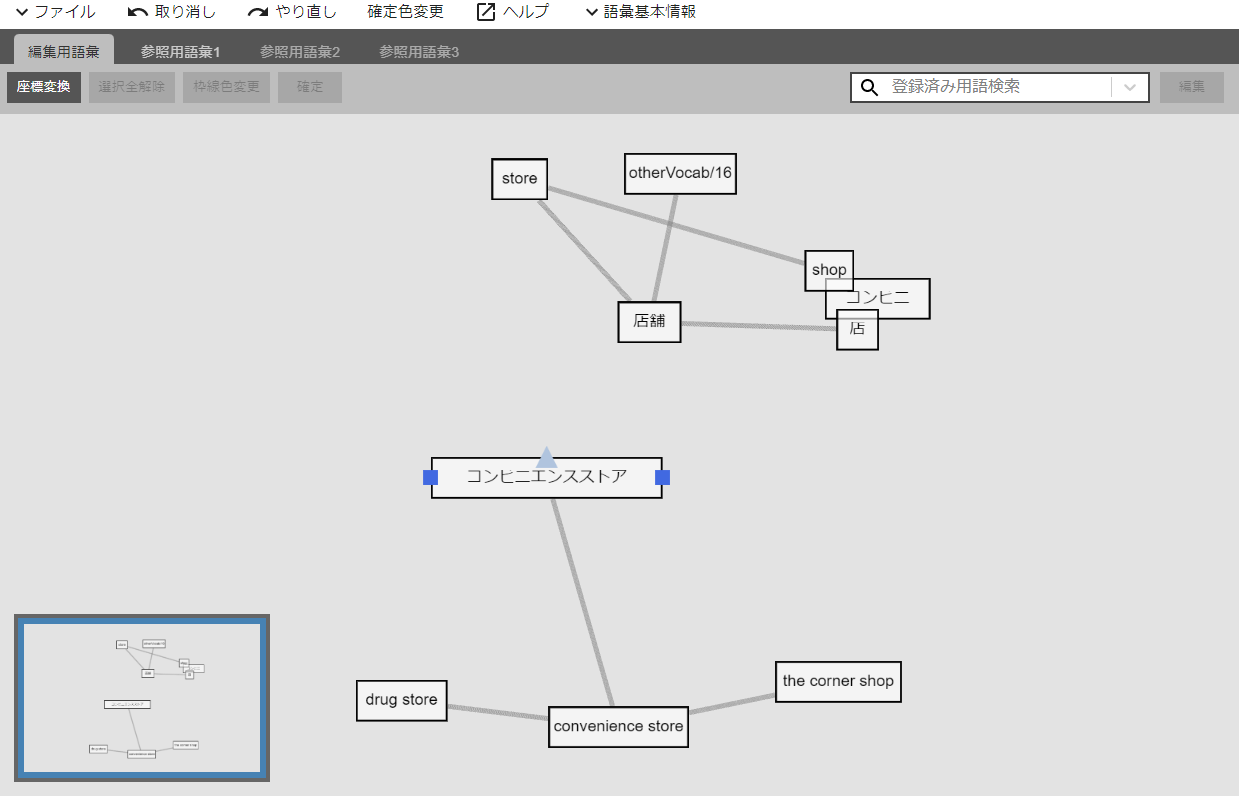 ファイル 取り消し やり直し 確定色変更 ヘルプ 語彙基本情報
編集用語彙 参照用語彙1 参照用語彙2 参照用語彙3
座標変換 選択全解除 枠線色変更 確定 登録済み用語検索 編集
otherVocab/16
store
shop
コンビニ
店舗
店
コンビニエンスストア
the corner shop
drug store
convenience store